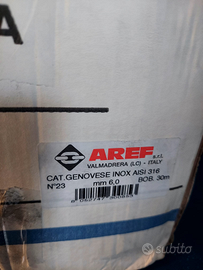 A
AREF s.r.l.
VALMADRERA (LC) - ITALY
CAT. GENOVESE INOX AISI 316
N°23 mm 6.0 BOB. 30m
subito